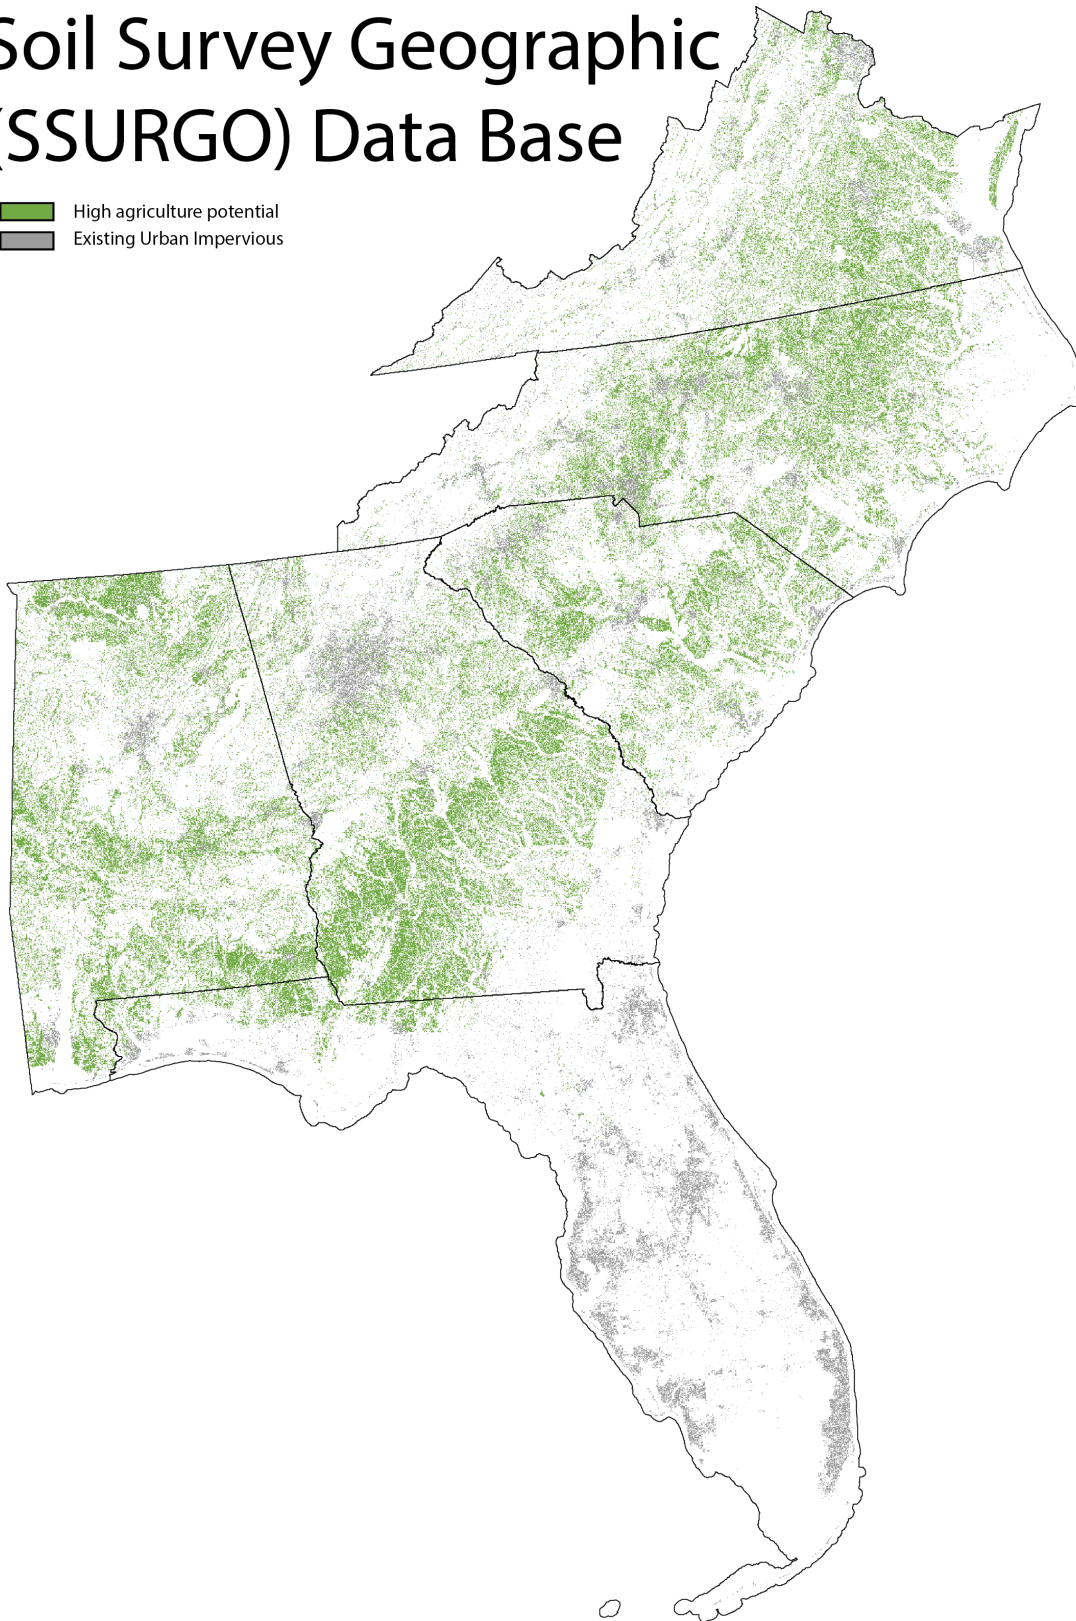 Soil Survey Geographic
(SSURGO) Data Base
High agriculture potential
Existing Urban Impervious